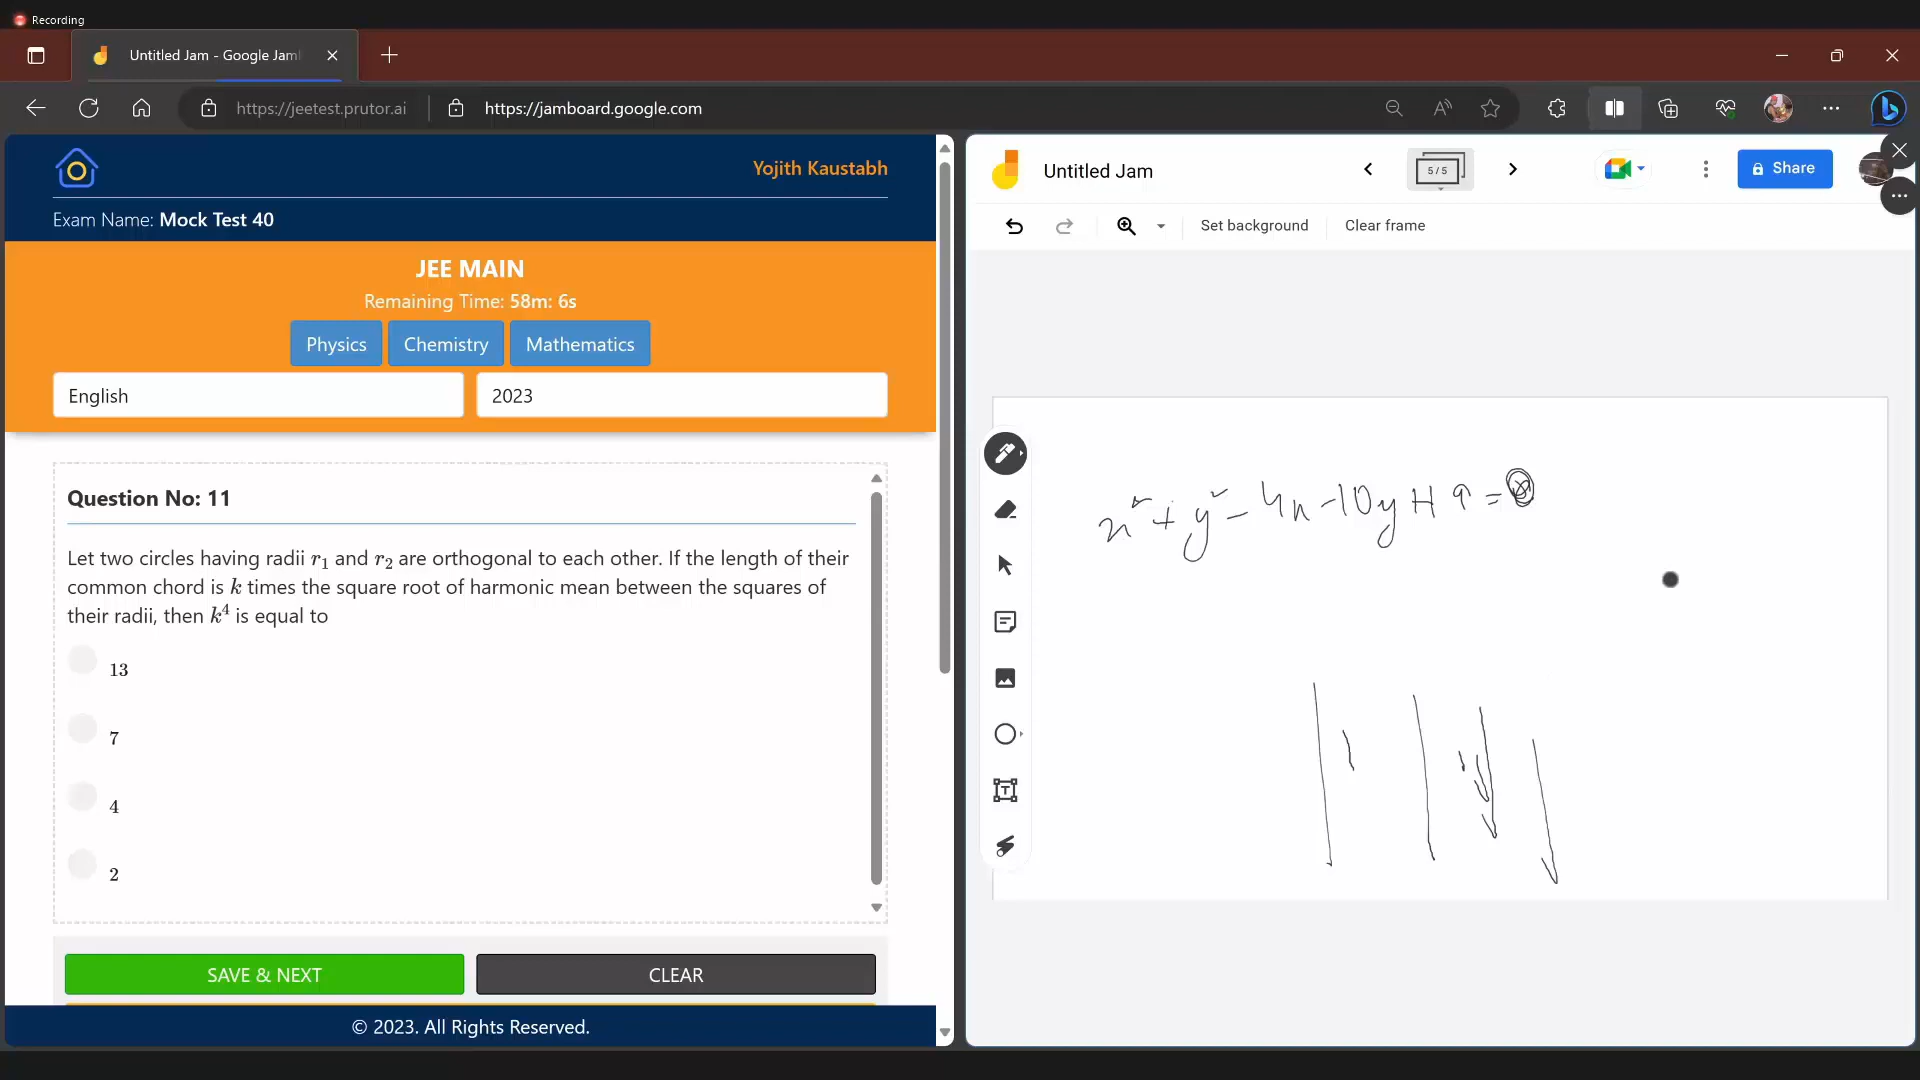 Recording
Untitled Jam - Google Jam
https://jeetest.prutor.ai
https://jamboard.google.com
Yojith Kaustabh
Exam Name: Mock Test 40
JEE MAIN
Remaining Time: 58m: 6s
Physics Chemistry Mathematics
English 2023
Question No: 11
Let two circles having radii r₁ and r₂ are orthogonal to each other. If the length of their
common chord is k times the square root of harmonic mean between the squares of
their radii, then k⁴ is equal to
13
7
4
2
SAVE & NEXT CLEAR
© 2023. All Rights Reserved.
Untitled Jam
5 / 5
Share
Set background Clear frame
x² + y² - 4x - 10y + 9 =